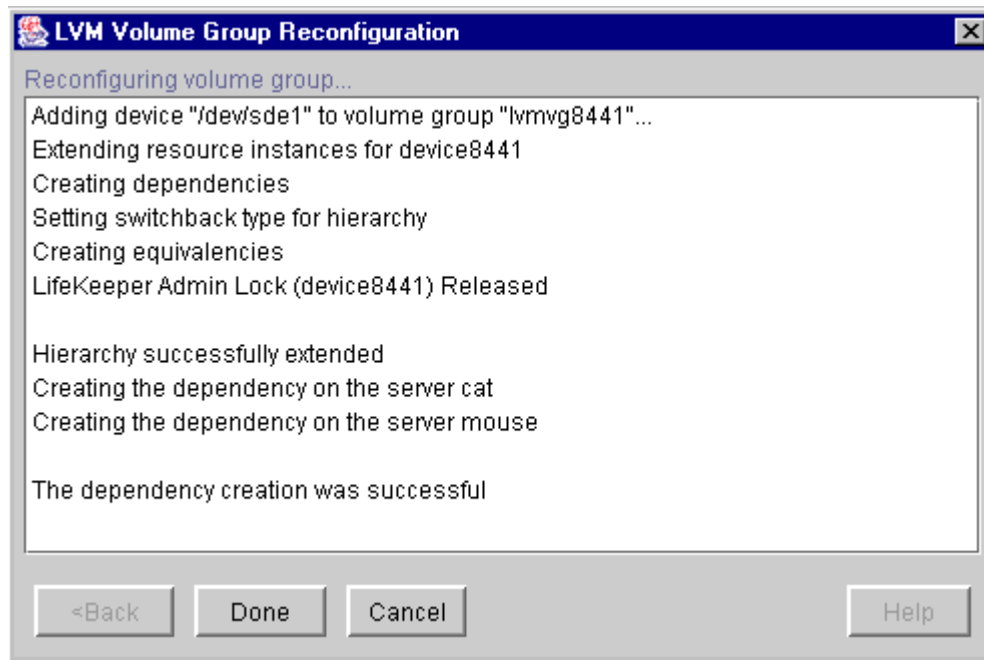 LVM Volume Group Reconfiguration
Reconfiguring volume group...
Adding device "/dev/sde1" to volume group "lvmvg8441"...
Extending resource instances for device8441
Creating dependencies
Setting switchback type for hierarchy
Creating equivalencies
LifeKeeper Admin Lock (device8441) Released
Hierarchy successfully extended
Creating the dependency on the server cat
Creating the dependency on the server mouse
The dependency creation was successful
<Back Done Cancel Help